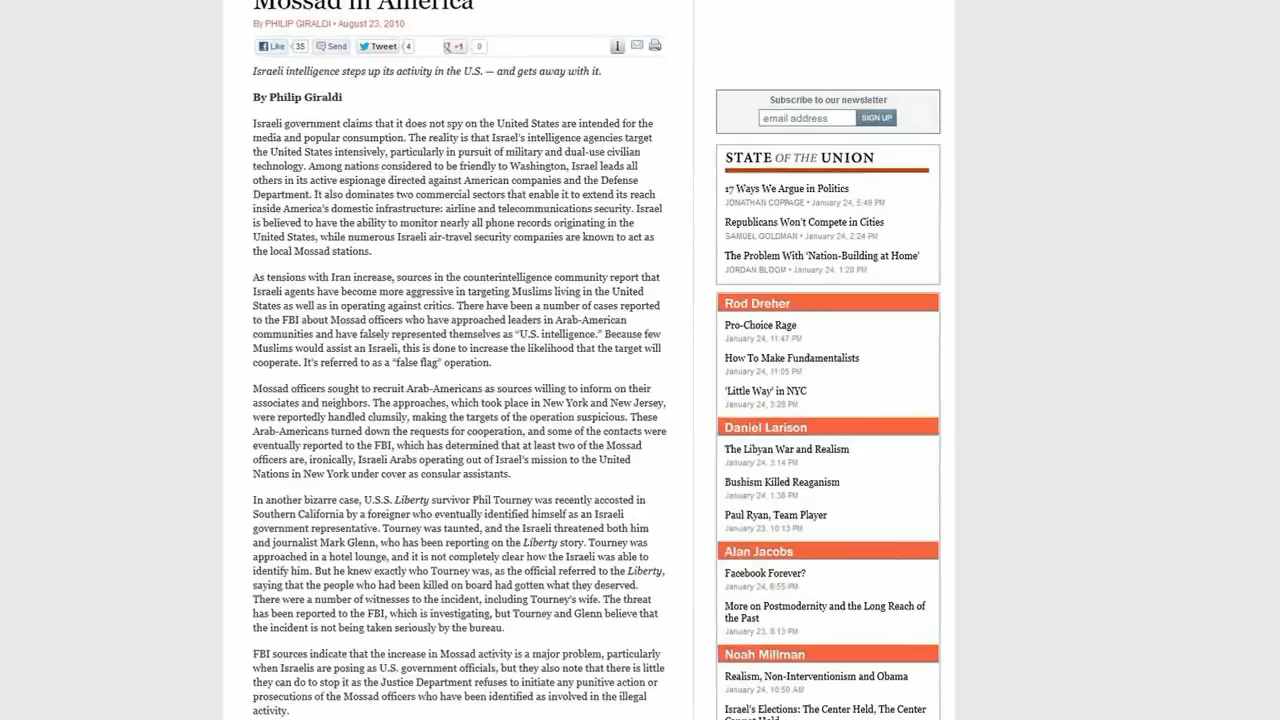 Mossad in America
By PHILIP GIRALDI • August 23, 2010
Like 35 Send Tweet 4 +1 0
Israeli intelligence steps up its activity in the U.S. — and gets away with it.
By Philip Giraldi
Israeli government claims that it does not spy on the United States are intended for the
media and popular consumption. The reality is that Israel's intelligence agencies target
the United States intensively, particularly in pursuit of military and dual-use civilian
technology. Among nations considered to be friendly to Washington, Israel leads all
others in its active espionage directed against American companies and the Defense
Department. It also dominates two commercial sectors that enable it to extend its reach
inside America's domestic infrastructure: airline and telecommunications security. Israel
is believed to have the ability to monitor nearly all phone records originating in the
United States, while numerous Israeli air-travel security companies are known to act as
the local Mossad stations.
As tensions with Iran increase, sources in the counterintelligence community report that
Israeli agents have become more aggressive in targeting Muslims living in the United
States as well as in operating against critics. There have been a number of cases reported
to the FBI about Mossad officers who have approached leaders in Arab-American
communities and have falsely represented themselves as “U.S. intelligence.” Because few
Muslims would assist an Israeli, this is done to increase the likelihood that the target will
cooperate. It's referred to as a “false flag” operation.
Mossad officers sought to recruit Arab-Americans as sources willing to inform on their
associates and neighbors. The approaches, which took place in New York and New Jersey,
were reportedly handled clumsily, making the targets of the operation suspicious. These
Arab-Americans turned down the requests for cooperation, and some of the contacts were
eventually reported to the FBI, which has determined that at least two of the Mossad
officers are, ironically, Israeli Arabs operating out of Israel's mission to the United
Nations in New York under cover as consular assistants.
In another bizarre case, U.S.S. Liberty survivor Phil Tourney was recently accosted in
Southern California by a foreigner who eventually identified himself as an Israeli
government representative. Tourney was taunted, and the Israeli threatened both him
and journalist Mark Glenn, who has been reporting on the Liberty story. Tourney was
approached in a hotel lounge, and it is not completely clear how the Israeli was able to
identify him. But he knew exactly who Tourney was, as the official referred to the Liberty,
saying that the people who had been killed on board had gotten what they deserved.
There were a number of witnesses to the incident, including Tourney's wife. The threat
has been reported to the FBI, which is investigating, but Tourney and Glenn believe that
the incident is not being taken seriously by the bureau.
FBI sources indicate that the increase in Mossad activity is a major problem, particularly
when Israelis are posing as U.S. government officials, but they also note that there is little
they can do to stop it as the Justice Department refuses to initiate any punitive action or
prosecutions of the Mossad officers who have been identified as involved in the illegal
activity.
Subscribe to our newsletter
email address SIGN UP
STATE OF THE UNION
17 Ways We Argue in Politics
JONATHAN COPPAGE • January 24, 5:49 PM
Republicans Won't Compete in Cities
SAMUEL GOLDMAN • January 24, 2:24 PM
The Problem With ‘Nation-Building at Home’
JORDAN BLOOM • January 24, 1:20 PM
Rod Dreher
Pro-Choice Rage
January 24, 11:47 PM
How To Make Fundamentalists
January 24, 11:05 PM
‘Little Way’ in NYC
January 24, 3:28 PM
Daniel Larison
The Libyan War and Realism
January 24, 3:14 PM
Bushism Killed Reaganism
January 24, 1:38 PM
Paul Ryan, Team Player
January 23, 10:13 PM
Alan Jacobs
Facebook Forever?
January 24, 6:55 PM
More on Postmodernity and the Long Reach of
the Past
January 23, 8:13 PM
Noah Millman
Realism, Non-Interventionism and Obama
January 24, 10:50 AM
Israel's Elections: The Center Held, The Center
Cannot Hold